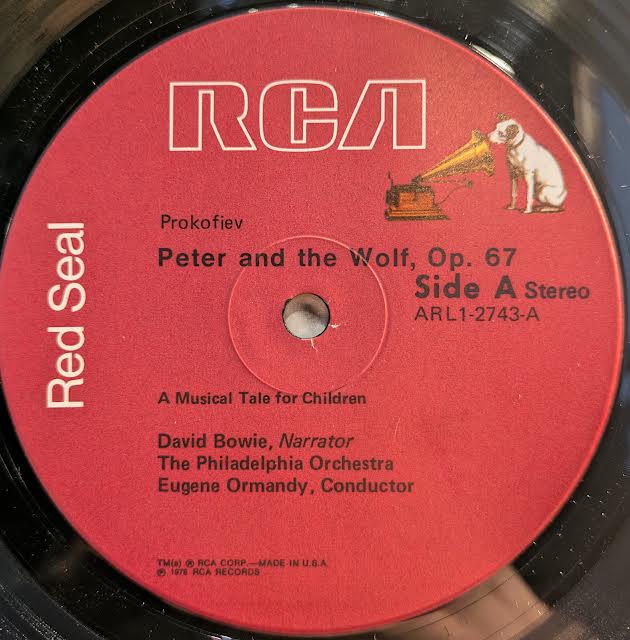 RCA
Red Seal
Prokofiev
Peter and the Wolf, Op. 67
Side A Stereo
ARL1-2743-A
A Musical Tale for Children
David Bowie, Narrator
The Philadelphia Orchestra
Eugene Ormandy, Conductor
TM(s) ® RCA CORP.—MADE IN U.S.A.
℗ 1978 RCA RECORDS